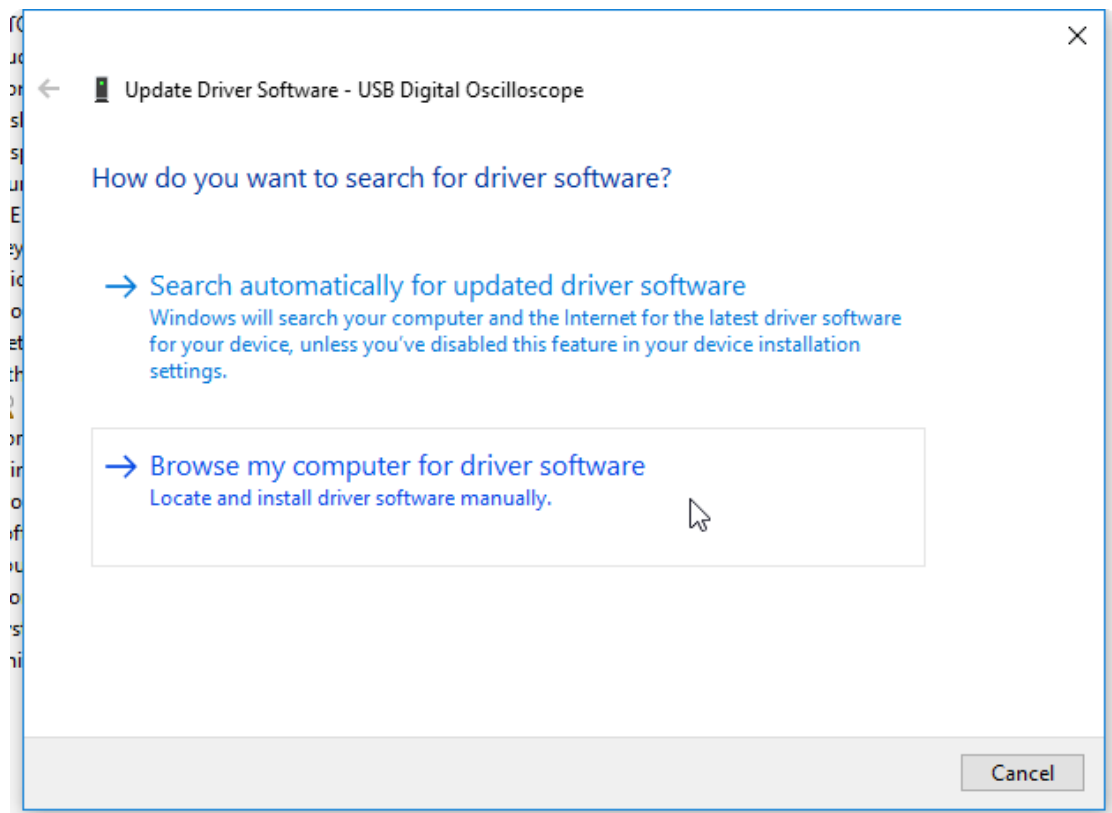 Update Driver Software - USB Digital Oscilloscope
How do you want to search for driver software?
Search automatically for updated driver software
Windows will search your computer and the Internet for the latest driver software
for your device, unless you've disabled this feature in your device installation
settings.
Browse my computer for driver software
Locate and install driver software manually.
Cancel